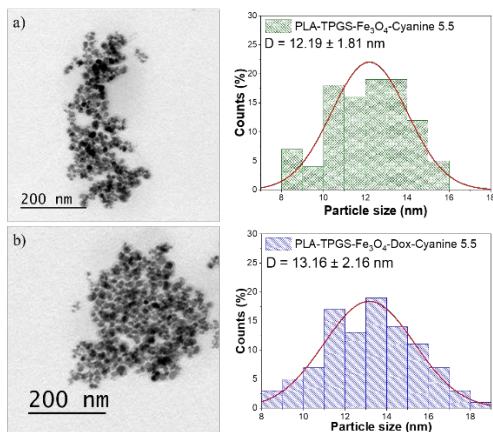 a)
200 nm
PLA-TPGS-Fe₃O₄-Cyanine 5.5
D = 12.19 ± 1.81 nm
Counts (%)
30
25
20
15
10
5
0
8 10 12 14 16 18
Particle size (nm)
b)
200 nm
PLA-TPGS-Fe₃O₄-Dox-Cyanine 5.5
D = 13.16 ± 2.16 nm
Counts (%)
30
25
20
15
10
5
0
8 10 12 14 16 18
Particle size (nm)